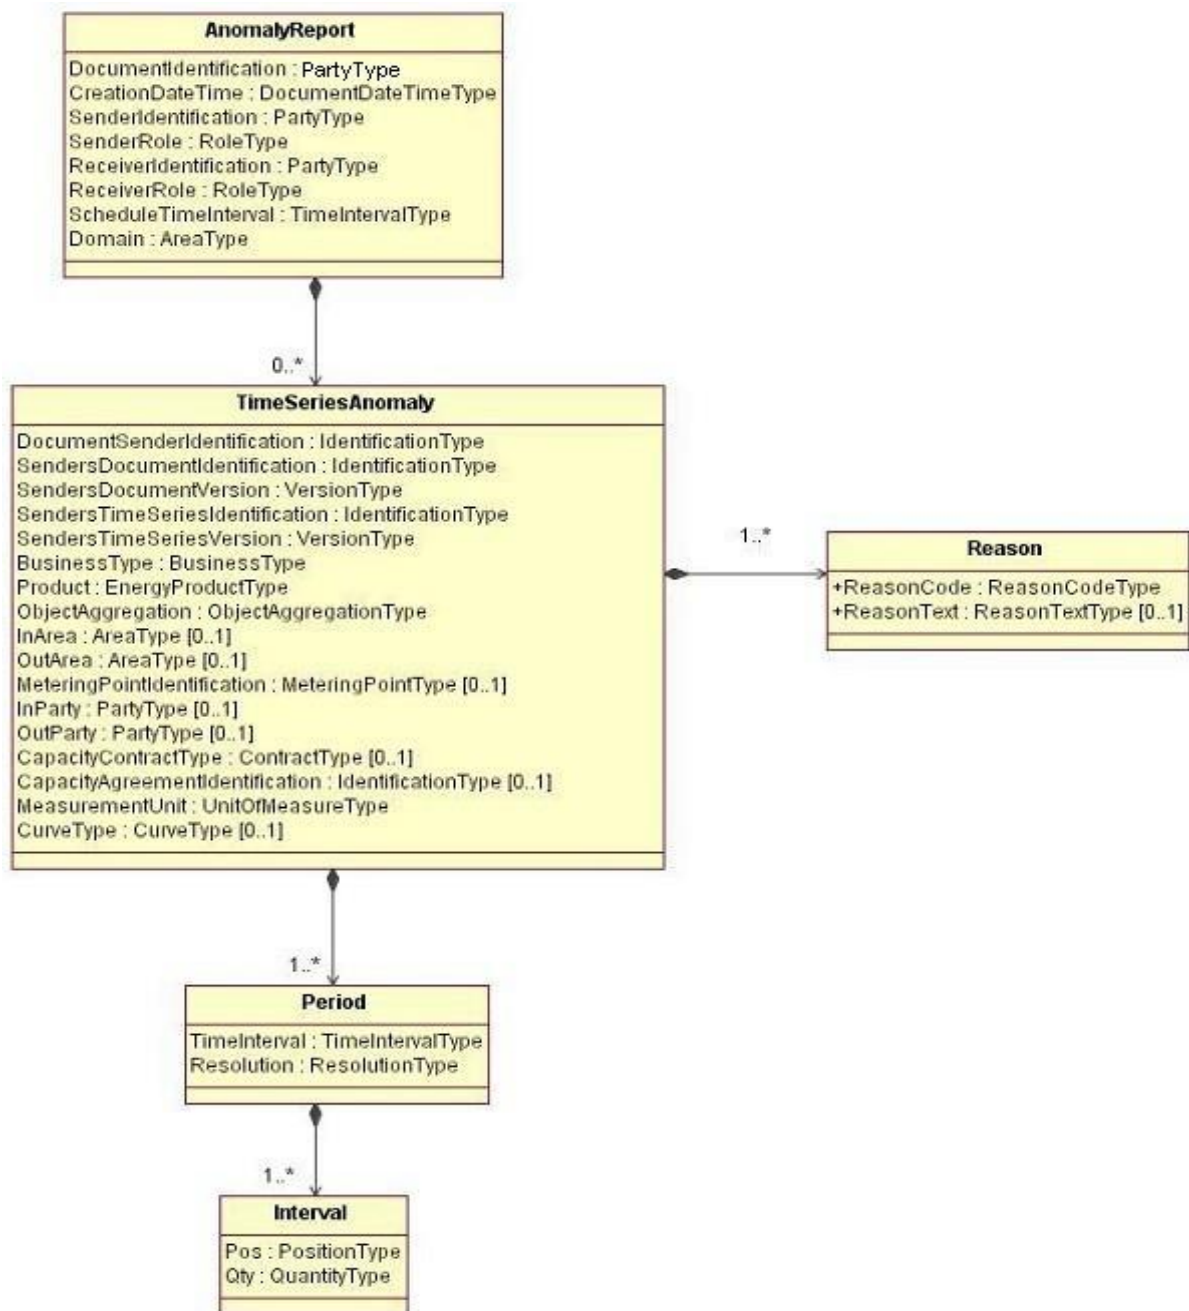 AnomalyReport
DocumentIdentification : PartyType
CreationDateTime : DocumentDateTimeType
SenderIdentification : PartyType
SenderRole : RoleType
ReceiverIdentification : PartyType
ReceiverRole : RoleType
ScheduleTimeInterval : TimeIntervalType
Domain : AreaType
0..*
TimeSeriesAnomaly
DocumentSenderIdentification : IdentificationType
SendersDocumentIdentification : IdentificationType
SendersDocumentVersion : VersionType
SendersTimeSeriesIdentification : IdentificationType
SendersTimeSeriesVersion : VersionType
BusinessType : BusinessType
Product : EnergyProductType
ObjectAggregation : ObjectAggregationType
InArea : AreaType [0..1]
OutArea : AreaType [0..1]
MeteringPointIdentification : MeteringPointType [0..1]
InParty : PartyType [0..1]
OutParty : PartyType [0..1]
CapacityContractType : ContractType [0..1]
CapacityAgreementIdentification : IdentificationType [0..1]
MeasurementUnit : UnitOfMeasureType
CurveType : CurveType [0..1]
1..*
Reason
+ReasonCode : ReasonCodeType
+ReasonText : ReasonTextType [0..1]
1..*
Period
TimeInterval : TimeIntervalType
Resolution : ResolutionType
1..*
Interval
Pos : PositionType
Qty : QuantityType